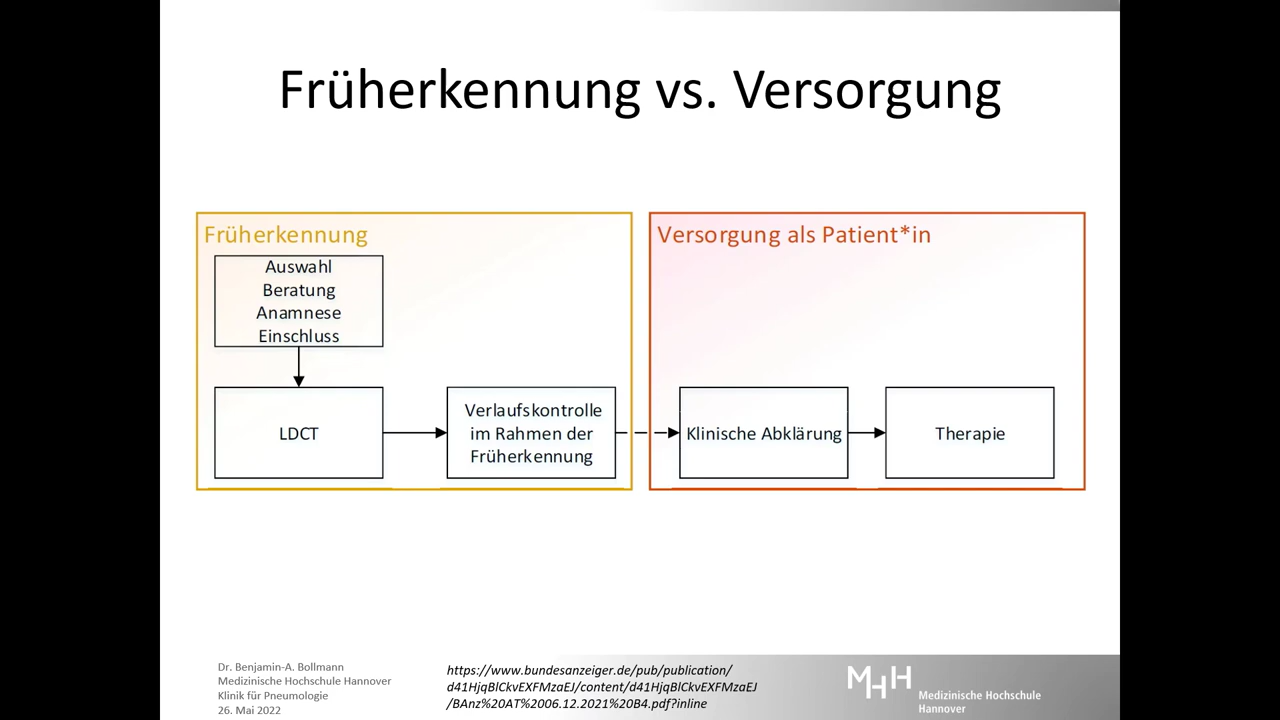 Früherkennung vs. Versorgung
Früherkennung
Auswahl
Beratung
Anamnese
Einschluss
LDCT
Verlaufskontrolle
im Rahmen der
Früherkennung
Versorgung als Patient*in
Klinische Abklärung
Therapie
Dr. Benjamin-A. Bollmann
Medizinische Hochschule Hannover
Klinik für Pneumologie
26. Mai 2022
https://www.bundesanzeiger.de/pub/publication/
d41HjqBlCkvEXFMzaEJ/content/d41HjqBlCkvEXFMzaEJ
/BAnz%20AT%2006.12.2021%20B4.pdf?inline
MHH
Medizinische Hochschule
Hannover